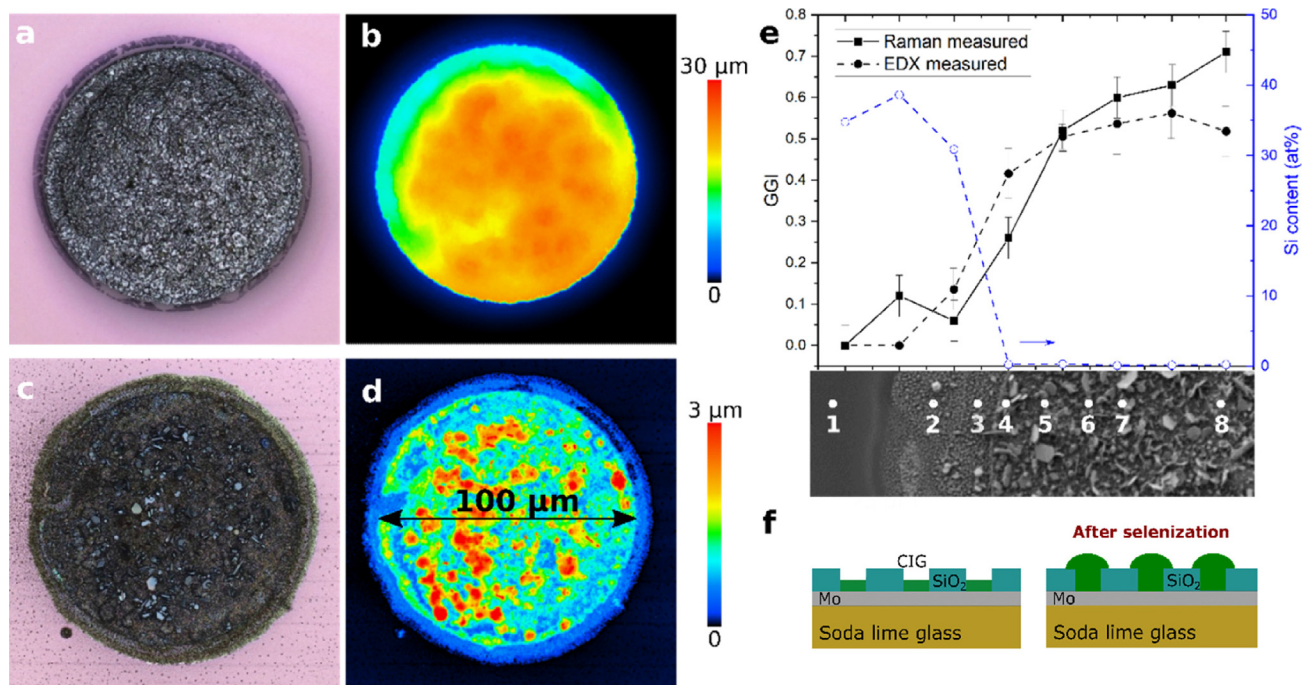 a
b
30 μm
0
c
d
3 μm
100 μm
0
e
Raman measured
EDX measured
GGI
0.8
0.7
0.6
0.5
0.4
0.3
0.2
0.1
0.0
Si content (at%)
50
40
30
20
10
0
1 2 3 4 5 6 7 8
f
After selenization
CIG
SiO₂
Mo
Soda lime glass
SiO₂
Mo
Soda lime glass